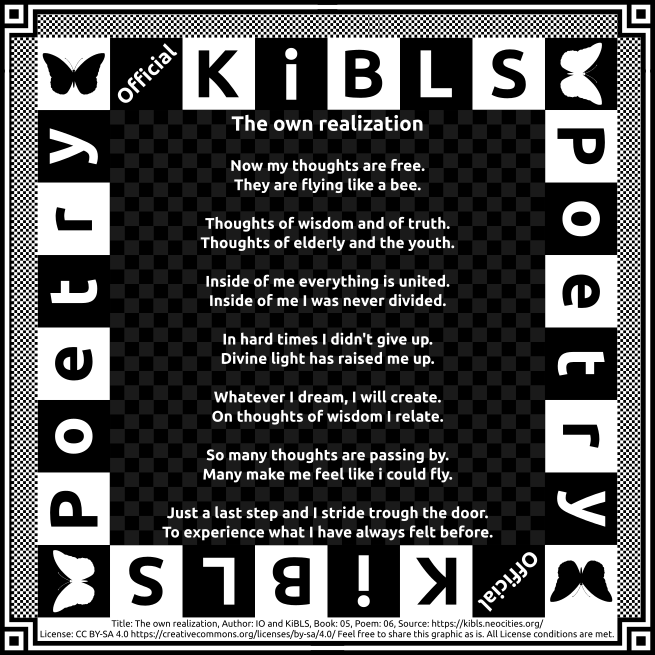 Official KiBLS
Poetry
Poetry
The own realization
Now my thoughts are free.
They are flying like a bee.
Thoughts of wisdom and of truth.
Thoughts of elderly and the youth.
Inside of me everything is united.
Inside of me I was never divided.
In hard times I didn't give up.
Divine light has raised me up.
Whatever I dream, I will create.
On thoughts of wisdom I relate.
So many thoughts are passing by.
Many make me feel like i could fly.
Just a last step and I stride trough the door.
To experience what I have always felt before.
Official KiBLS
Title: The own realization, Author: IO and KiBLS, Book: 05, Poem: 06, Source: https://kibls.neocities.org/
License: CC BY-SA 4.0 https://creativecommons.org/licenses/by-sa/4.0/ Feel free to share this graphic as is. All License conditions are met.